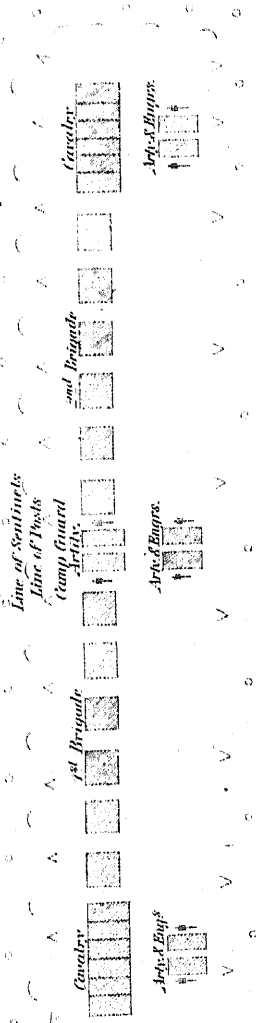 Cavalry
Arty. & Engrs.
2nd Brigade
Line of Sentinels
Line of Posts
Camp Guard
Artlly.
Arty. & Engrs.
1st Brigade
Cavalry
Arty. & Engs